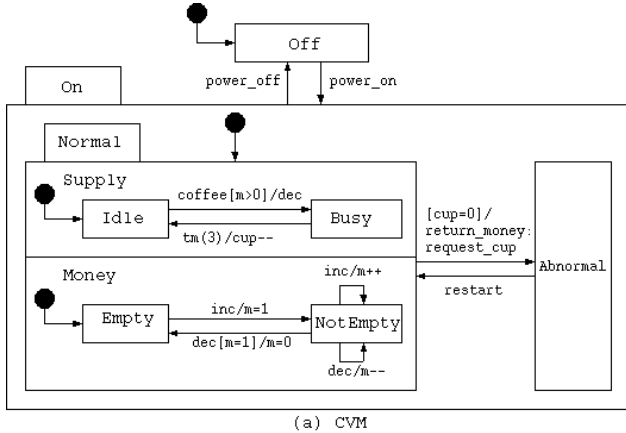 Off
power_off
power_on
On
Normal
Supply
coffee[m>0]/dec
Idle
Busy
tm(3)/cup--
[cup=0]/
return_money:
request_cup
Abnormal
restart
Money
inc/m++
Empty
inc/m=1
NotEmpty
dec[m=1]/m=0
dec/m--
(a) CVM